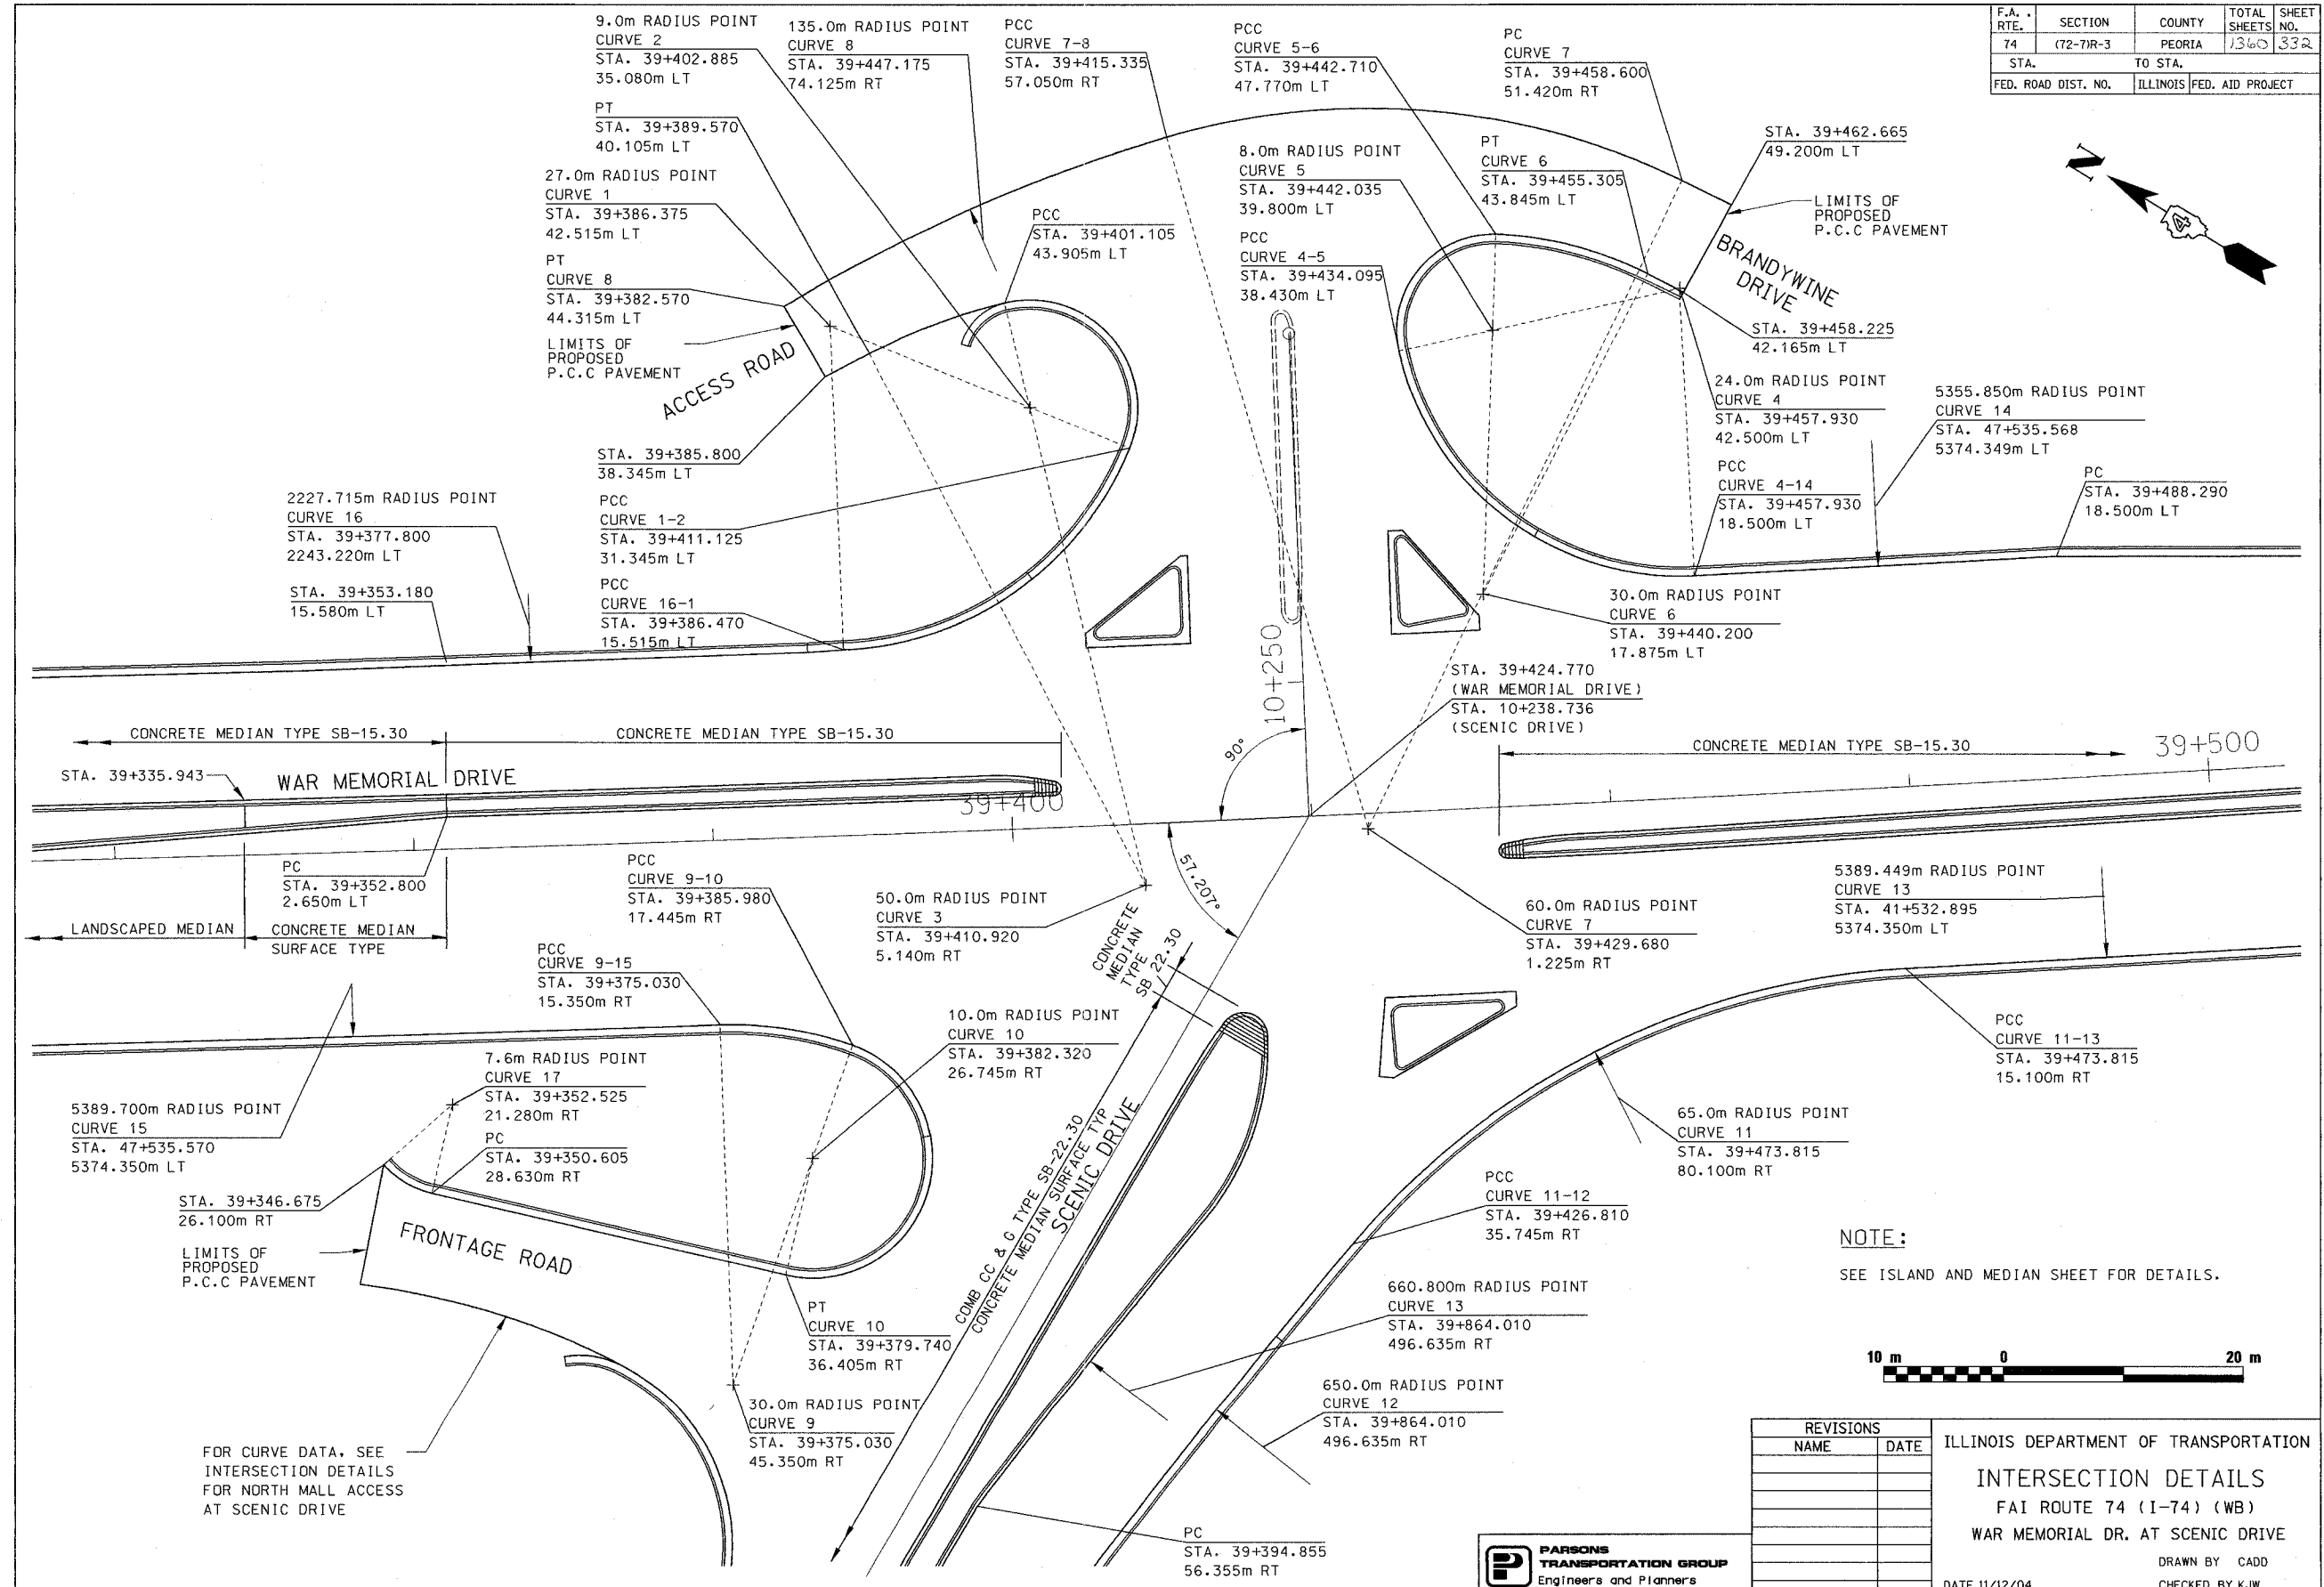 F.A. . RTE. SECTION COUNTY TOTAL SHEETS SHEET NO.
74 (72-7)R-3 PEORIA 1360 332
STA. TO STA.
FED. ROAD DIST. NO. ILLINOIS FED. AID PROJECT
9.0m RADIUS POINT
CURVE 2
STA. 39+402.885
35.080m LT
135.0m RADIUS POINT
CURVE 8
STA. 39+447.175
74.125m RT
PCC
CURVE 7-8
STA. 39+415.335
57.050m RT
PCC
CURVE 5-6
STA. 39+442.710
47.770m LT
PC
CURVE 7
STA. 39+458.600
51.420m RT
PT
STA. 39+389.570
40.105m LT
27.0m RADIUS POINT
CURVE 1
STA. 39+386.375
42.515m LT
PT
CURVE 8
STA. 39+382.570
44.315m LT
LIMITS OF
PROPOSED
P.C.C PAVEMENT
ACCESS ROAD
PCC
STA. 39+401.105
43.905m LT
8.0m RADIUS POINT
CURVE 5
STA. 39+442.035
39.800m LT
PCC
CURVE 4-5
STA. 39+434.095
38.430m LT
PT
CURVE 6
STA. 39+455.305
43.845m LT
STA. 39+462.665
49.200m LT
LIMITS OF
PROPOSED
P.C.C PAVEMENT
BRANDYWINE
DRIVE
N
4
STA. 39+458.225
42.165m LT
24.0m RADIUS POINT
CURVE 4
STA. 39+457.930
42.500m LT
5355.850m RADIUS POINT
CURVE 14
STA. 47+535.568
5374.349m LT
PCC
CURVE 4-14
STA. 39+457.930
18.500m LT
PC
STA. 39+488.290
18.500m LT
STA. 39+385.800
38.345m LT
2227.715m RADIUS POINT
CURVE 16
STA. 39+377.800
2243.220m LT
STA. 39+353.180
15.580m LT
PCC
CURVE 1-2
STA. 39+411.125
31.345m LT
PCC
CURVE 16-1
STA. 39+386.470
15.515m LT
30.0m RADIUS POINT
CURVE 6
STA. 39+440.200
17.875m LT
10+250
STA. 39+424.770
(WAR MEMORIAL DRIVE)
STA. 10+238.736
(SCENIC DRIVE)
90°
CONCRETE MEDIAN TYPE SB-15.30
CONCRETE MEDIAN TYPE SB-15.30
CONCRETE MEDIAN TYPE SB-15.30
39+500
STA. 39+335.943
WAR MEMORIAL DRIVE
39+400
57.207°
PC
STA. 39+352.800
2.650m LT
LANDSCAPED MEDIAN
CONCRETE MEDIAN
SURFACE TYPE
PCC
CURVE 9-10
STA. 39+385.980
17.445m RT
50.0m RADIUS POINT
CURVE 3
STA. 39+410.920
5.140m RT
CONCRETE
MEDIAN
TYPE
SB 22.30
60.0m RADIUS POINT
CURVE 7
STA. 39+429.680
1.225m RT
5389.449m RADIUS POINT
CURVE 13
STA. 41+532.895
5374.350m LT
PCC
CURVE 9-15
STA. 39+375.030
15.350m RT
10.0m RADIUS POINT
CURVE 10
STA. 39+382.320
26.745m RT
PCC
CURVE 11-13
STA. 39+473.815
15.100m RT
7.6m RADIUS POINT
CURVE 17
STA. 39+352.525
21.280m RT
5389.700m RADIUS POINT
CURVE 15
STA. 47+535.570
5374.350m LT
PC
STA. 39+350.605
28.630m RT
65.0m RADIUS POINT
CURVE 11
STA. 39+473.815
80.100m RT
STA. 39+346.675
26.100m RT
LIMITS OF
PROPOSED
P.C.C PAVEMENT
FRONTAGE ROAD
COMB CC & G TYPE SB-22.30
CONCRETE MEDIAN SURFACE TYP
SCENIC DRIVE
PCC
CURVE 11-12
STA. 39+426.810
35.745m RT
NOTE:
SEE ISLAND AND MEDIAN SHEET FOR DETAILS.
PT
CURVE 10
STA. 39+379.740
36.405m RT
660.800m RADIUS POINT
CURVE 13
STA. 39+864.010
496.635m RT
10 m 0 20 m
30.0m RADIUS POINT
CURVE 9
STA. 39+375.030
45.350m RT
650.0m RADIUS POINT
CURVE 12
STA. 39+864.010
496.635m RT
FOR CURVE DATA, SEE
INTERSECTION DETAILS
FOR NORTH MALL ACCESS
AT SCENIC DRIVE
PC
STA. 39+394.855
56.355m RT
P
PARSONS
TRANSPORTATION GROUP
Engineers and Planners
REVISIONS
NAME DATE
ILLINOIS DEPARTMENT OF TRANSPORTATION
INTERSECTION DETAILS
FAI ROUTE 74 (I-74) (WB)
WAR MEMORIAL DR. AT SCENIC DRIVE
DRAWN BY CADD
DATE 11/12/04 CHECKED BY KJW